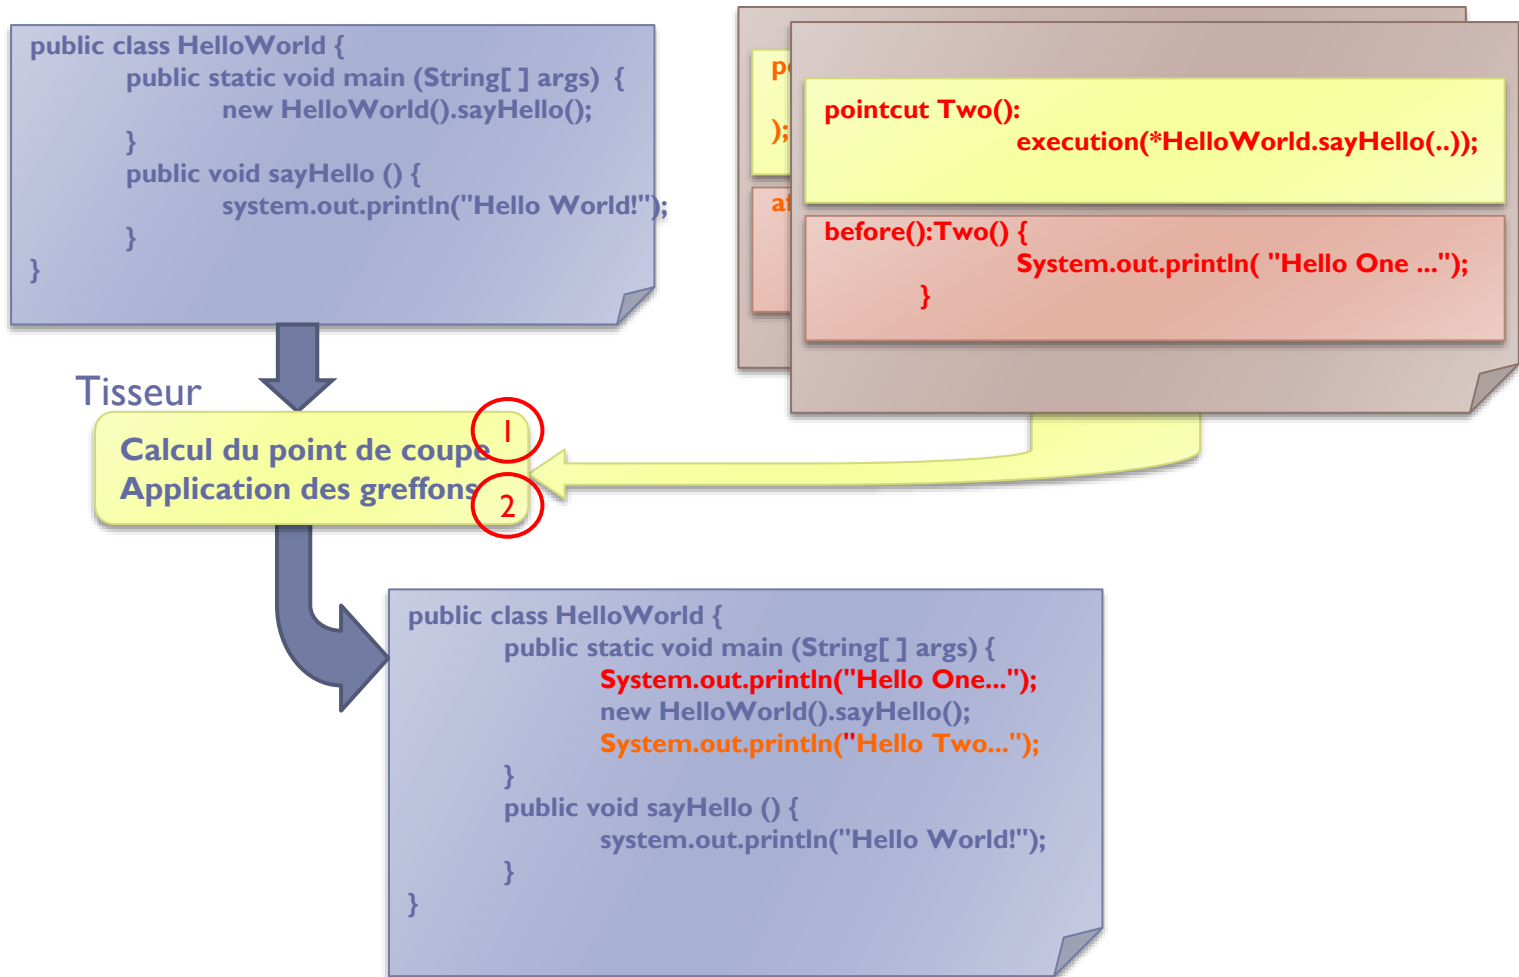 public class HelloWorld {
public static void main (String[ ] args)  {
new HelloWorld().sayHello();
}
public void sayHello () {
system.out.println("Hello World!");
}
}
);
pointcut Two():
execution(*HelloWorld.sayHello(..));
before():Two() {
System.out.println( "Hello One ...");
}
Tisseur
Calcul du point de coupe
1
Application des greffons
2
public class HelloWorld {
public static void main (String[ ] args) {
System.out.println("Hello One...");
new HelloWorld().sayHello();
System.out.println("Hello Two...");
}
public void sayHello () {
system.out.println("Hello World!");
}
}